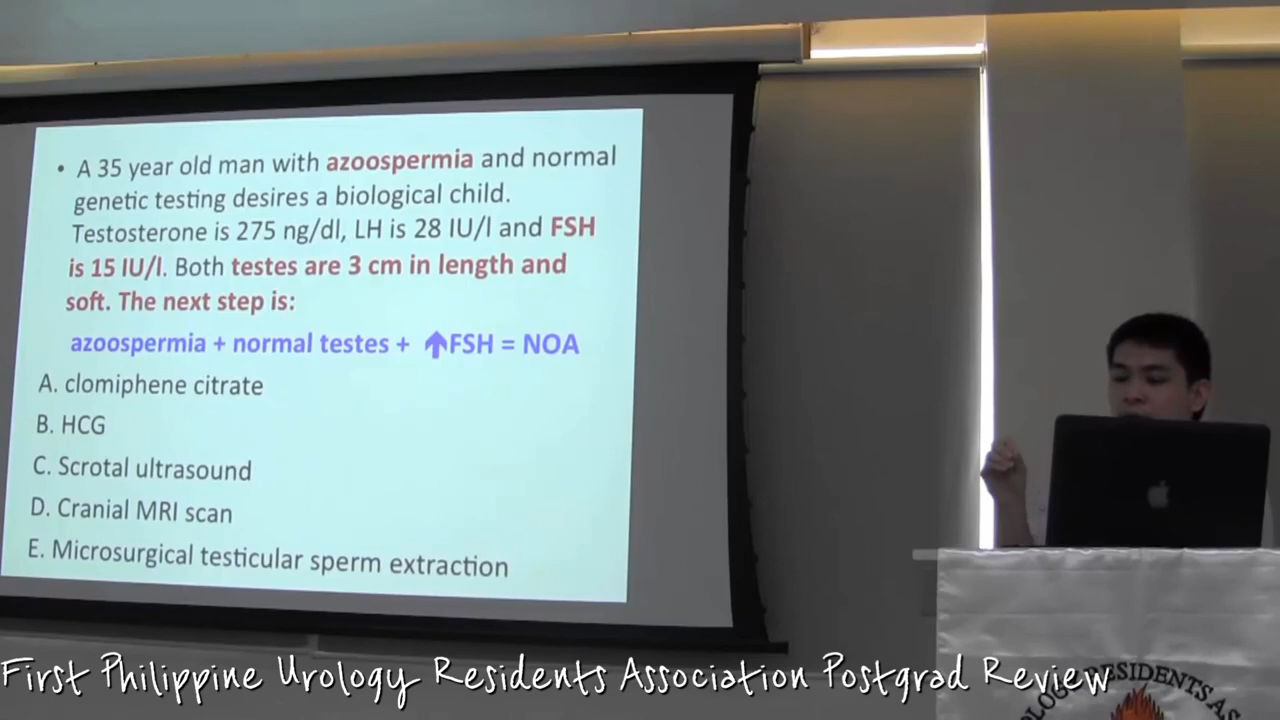 • A 35 year old man with azoospermia and normal
genetic testing desires a biological child.
Testosterone is 275 ng/dl, LH is 28 IU/l and FSH
is 15 IU/l. Both testes are 3 cm in length and
soft. The next step is:
azoospermia + normal testes + ⬆FSH = NOA
A. clomiphene citrate
B. HCG
C. Scrotal ultrasound
D. Cranial MRI scan
E. Microsurgical testicular sperm extraction
First Philippine Urology Residents Association Postgrad Review
RESIDENTS